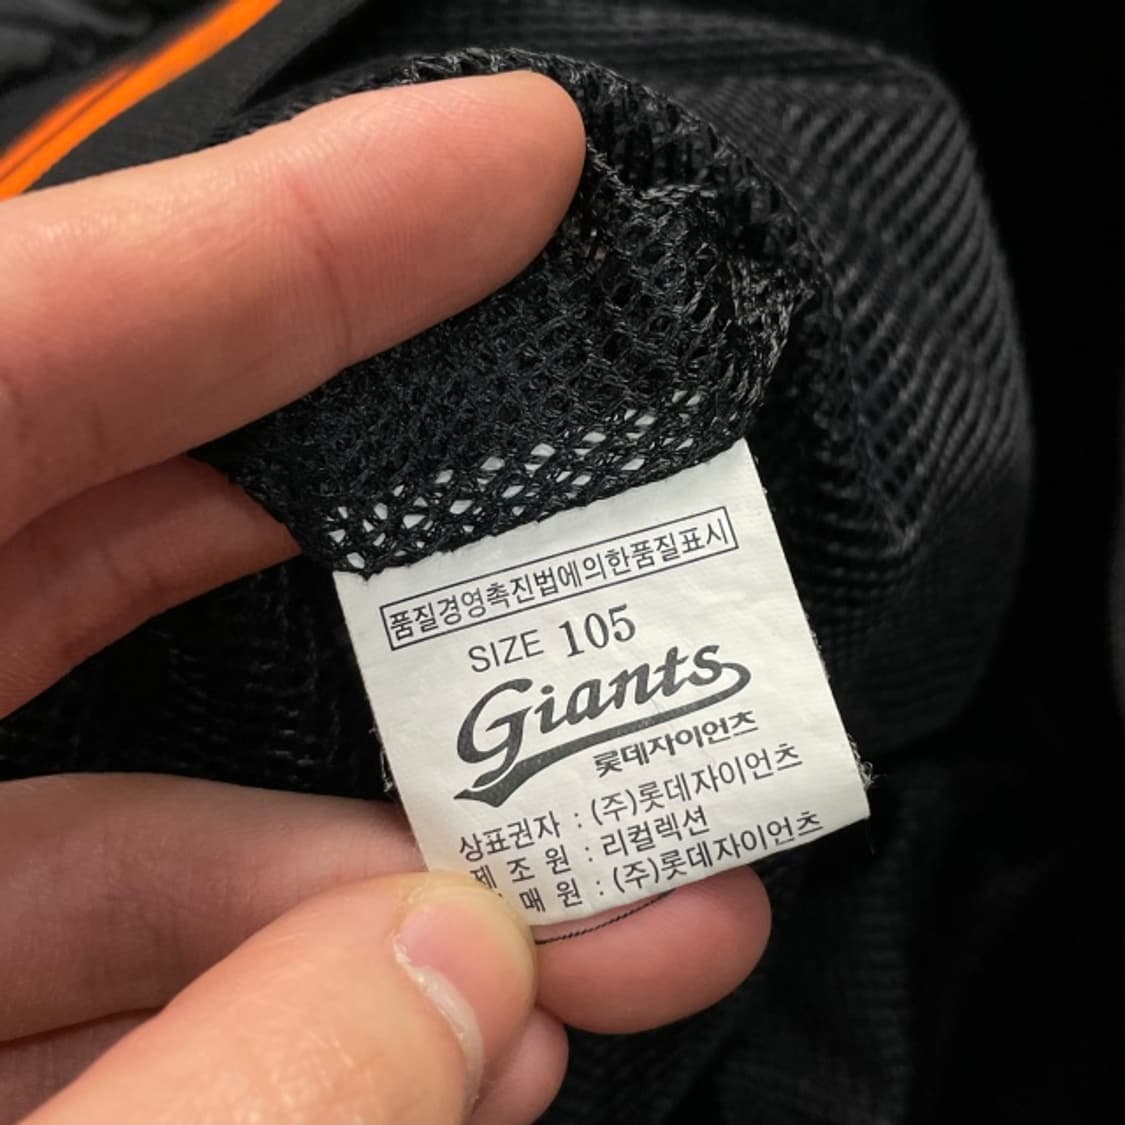 품질경영촉진법에의한품질표시
SIZE 105
Giants
롯데자이언츠
상표권자 : (주)롯데자이언츠
제 조 원 : 리컬렉션
매 원 : (주)롯데자이언츠